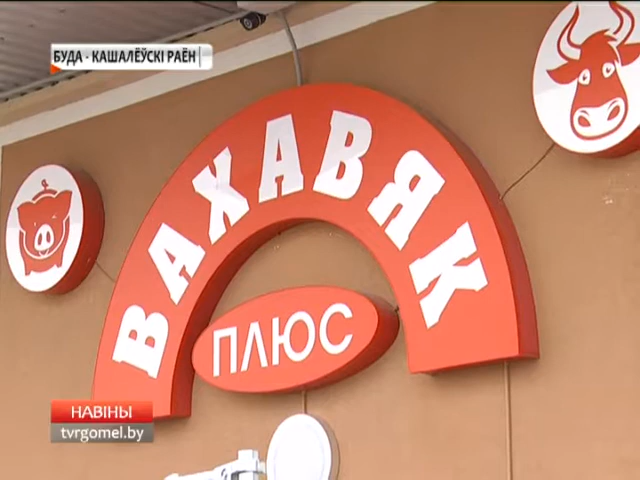 БУДА - КАШАЛЁЎСКІ РАЁН
ВАХАВЯК
ПЛЮС
НАВІНЫ
tvrgomel.by